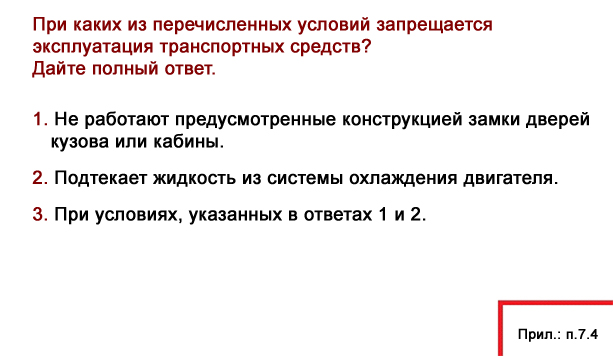 При каких из перечисленных условий запрещается
эксплуатация транспортных средств?
Дайте полный ответ.
1. Не работают предусмотренные конструкцией замки дверей
кузова или кабины.
2. Подтекает жидкость из системы охлаждения двигателя.
3. При условиях, указанных в ответах 1 и 2.
Прил.: п.7.4